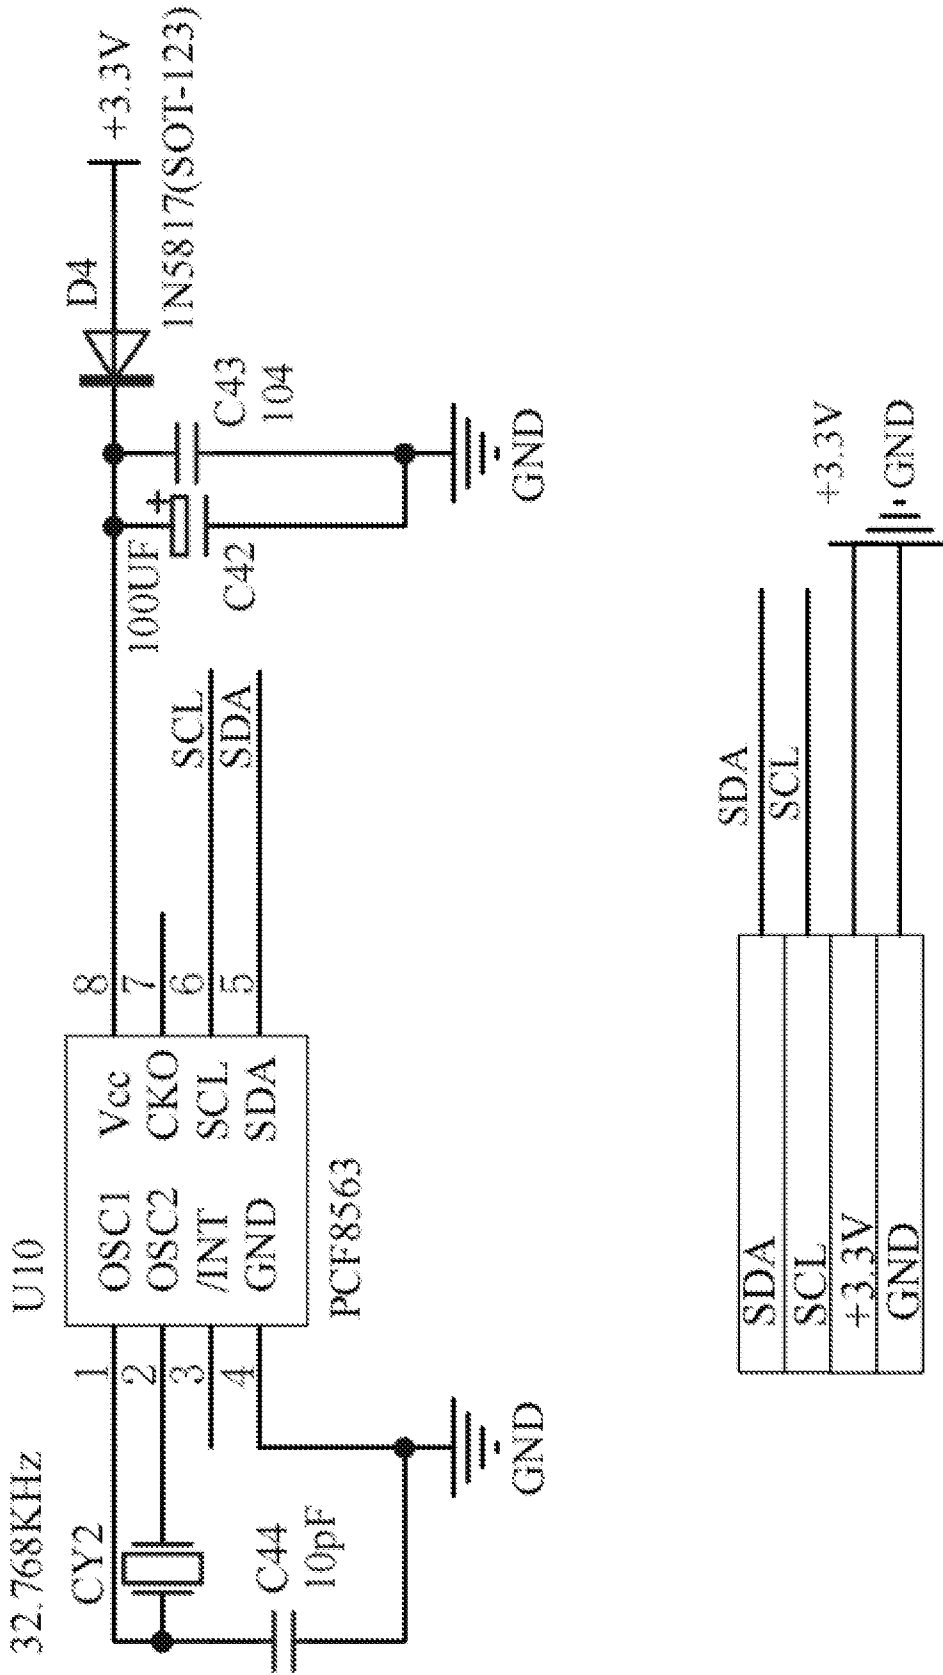 32.768KHz
CY2
C44
10pF
GND
U10
1
2
3
4
OSC1
OSC2
/INT
GND
Vcc
CKO
SCL
SDA
8
7
6
5
PCF8563
SCL
SDA
100UF
+
C42
C43
104
GND
D4
1N5817(SOT-123)
+3.3V
SDA
SCL
+3.3V
GND
SDA
SCL
+3.3V
GND